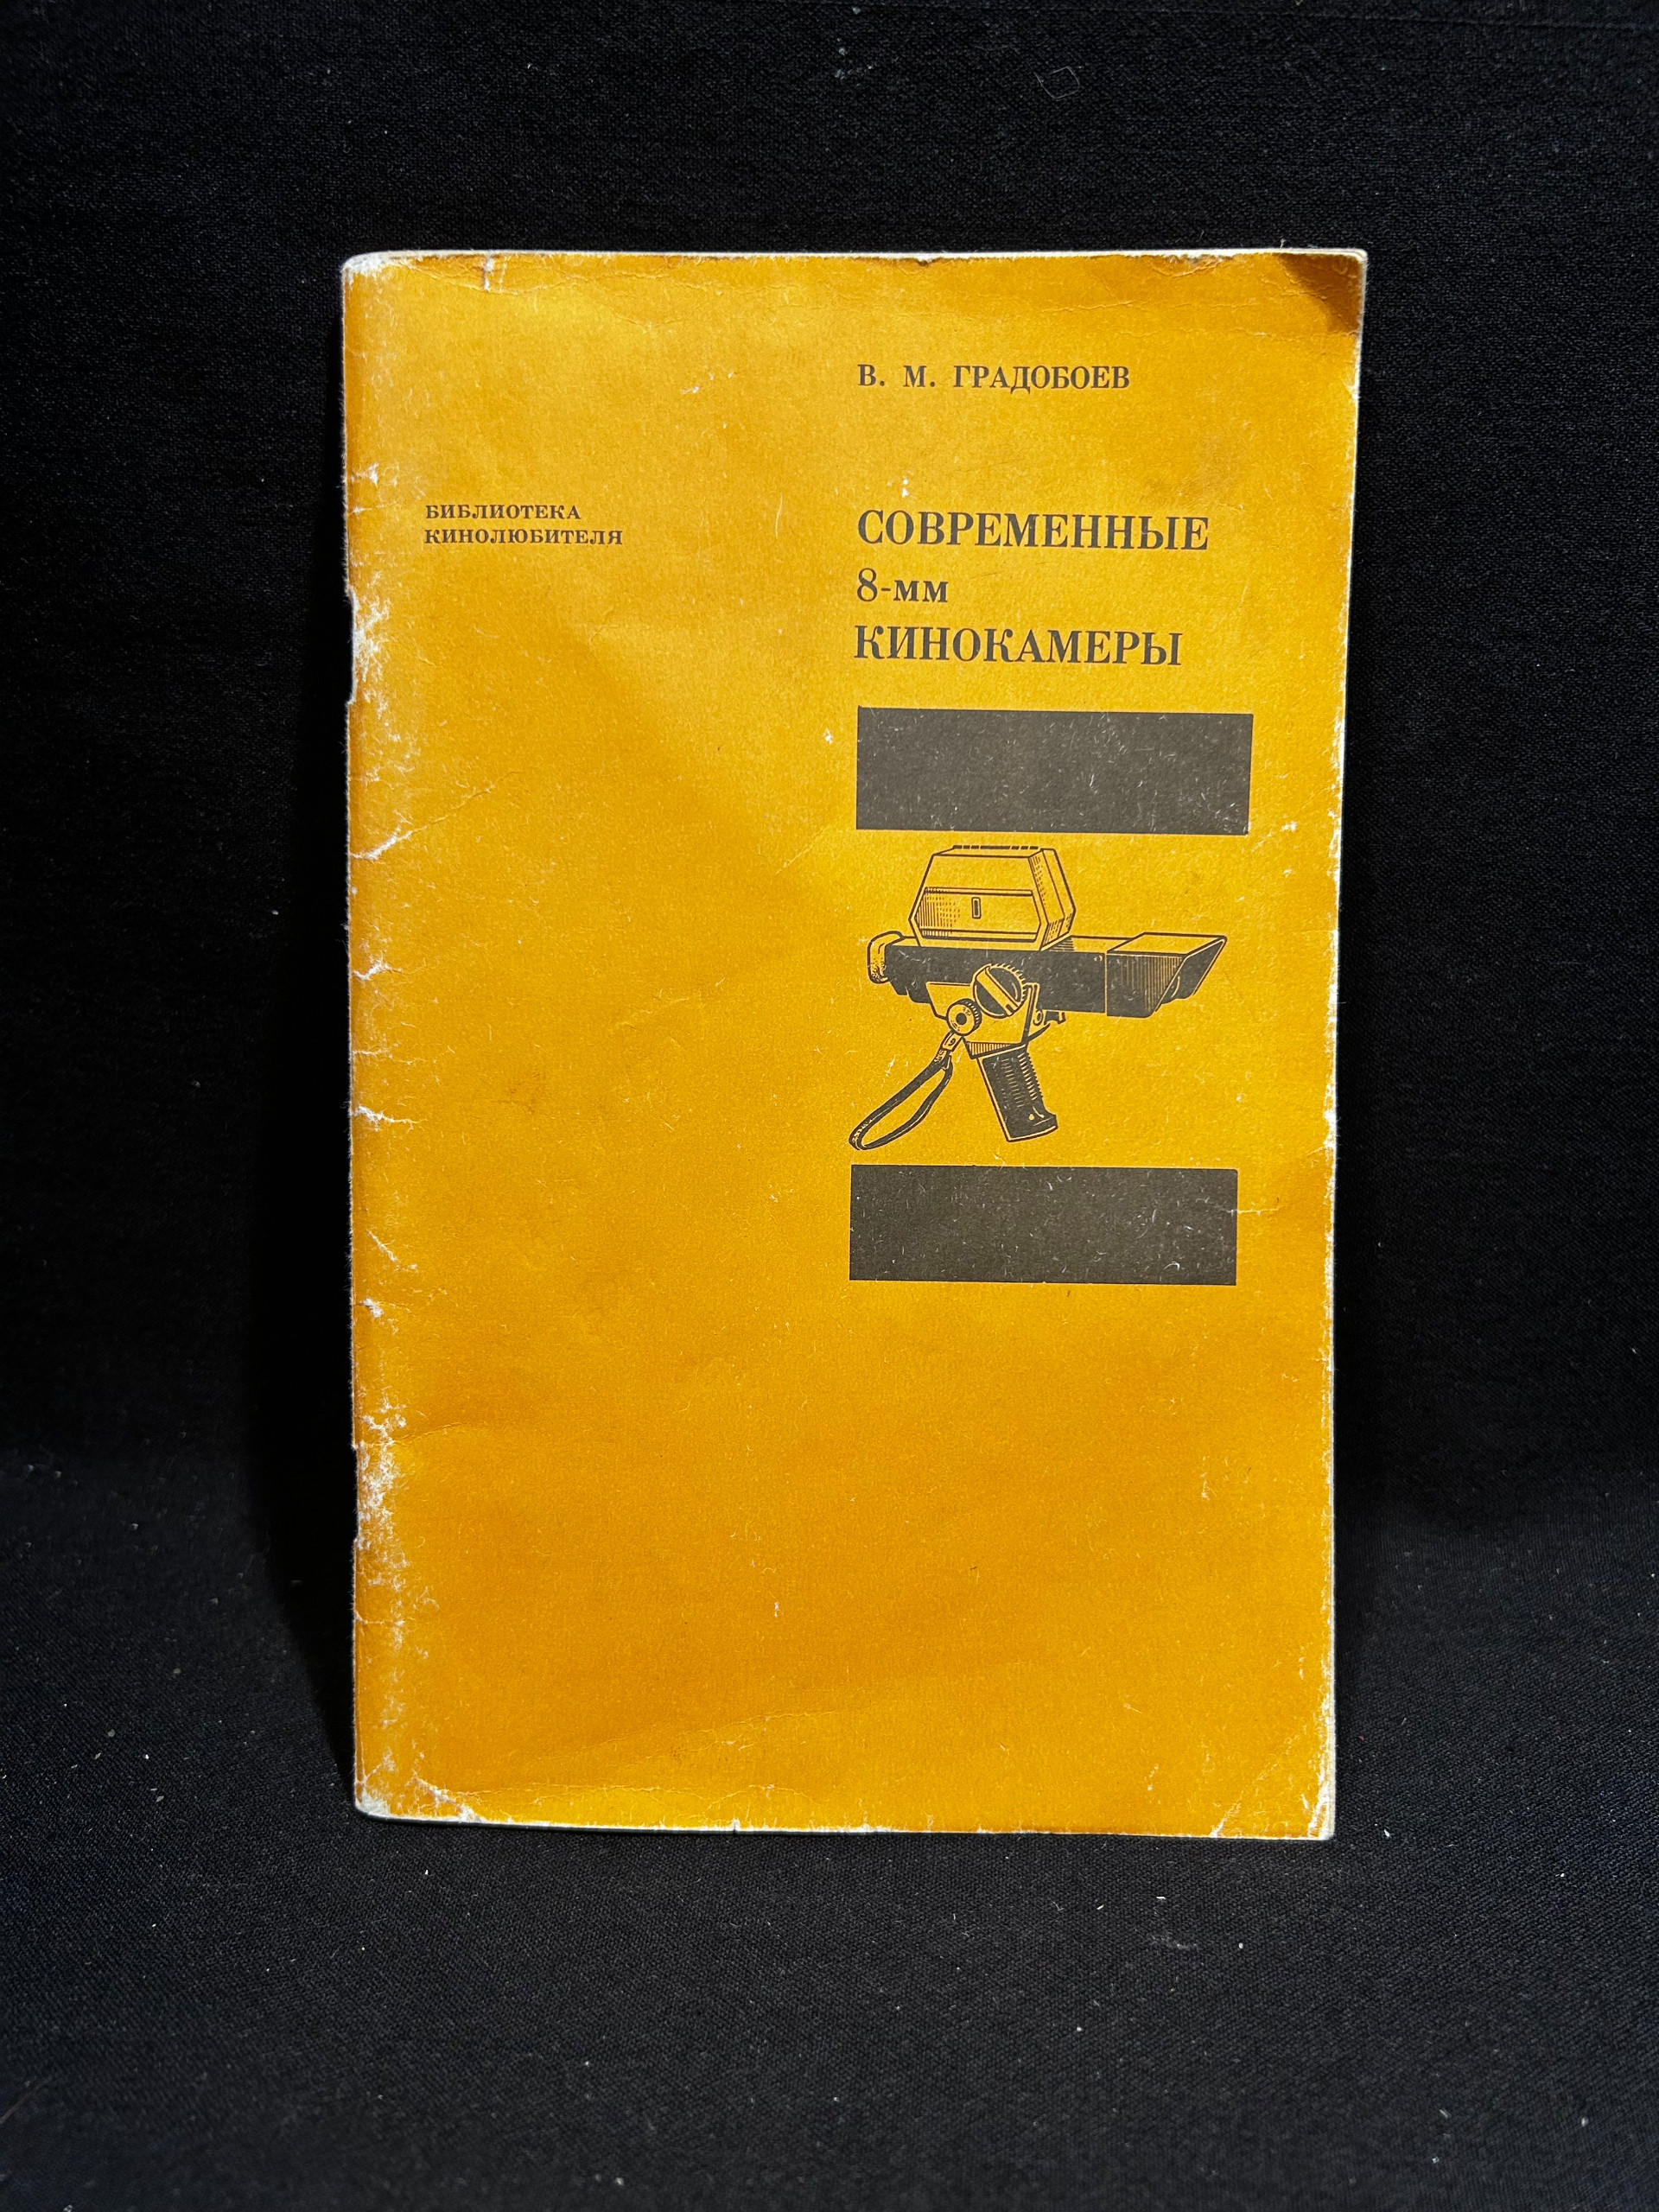 В. М. ГРАДОБОЕВ
БИБЛИОТЕКА
КИНОЛЮБИТЕЛЯ
СОВРЕМЕННЫЕ
8-мм
КИНОКАМЕРЫ